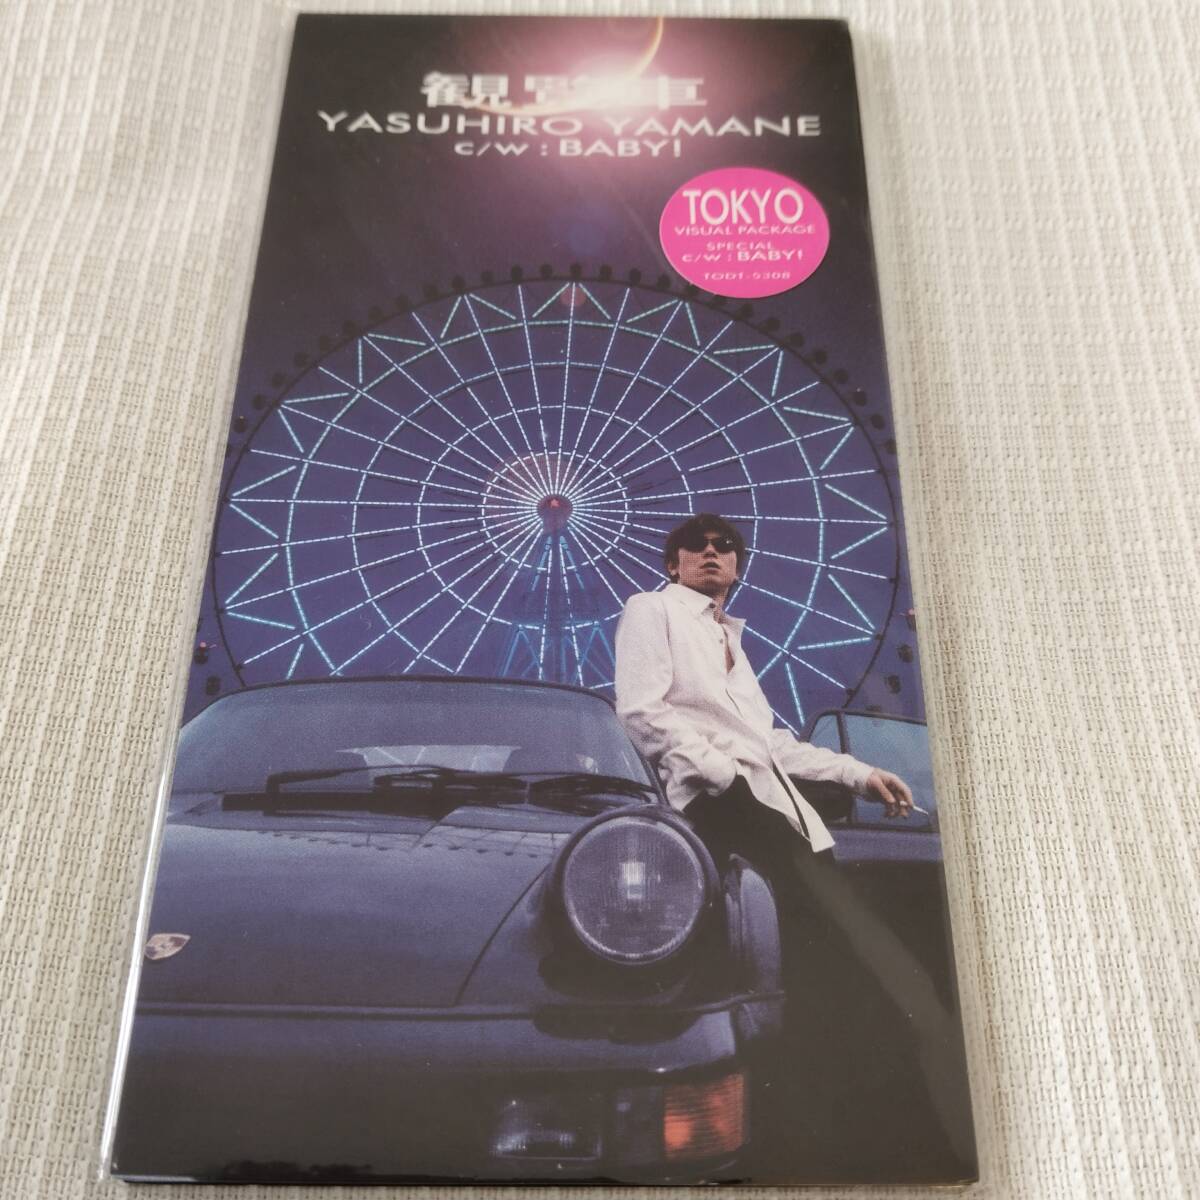 観覧車
YASUHIRO YAMANE
c/w : BABY!
TOKYO
VISUAL PACKAGE
SPECIAL
c/w : BABY!
TODT-5308